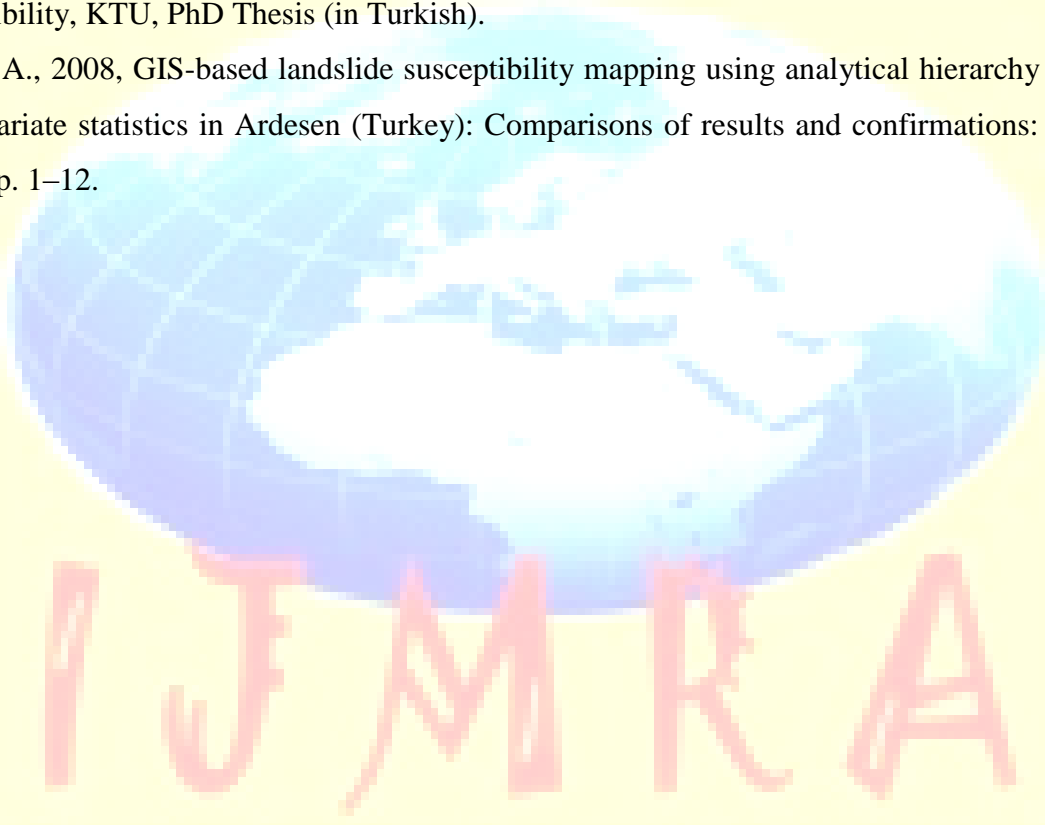 ibility, KTU, PhD Thesis (in Turkish).
A., 2008, GIS-based landslide susceptibility mapping using analytical hierarchy
ariate statistics in Ardesen (Turkey): Comparisons of results and confirmations:
p. 1–12.
IJMRA